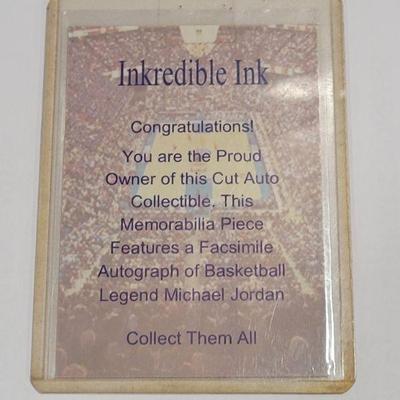 Inkredible Ink
Congratulations!
You are the Proud
Owner of this Cut Auto
Collectible, This
Memorabilia Piece
Features a Facsimile
Autograph of Basketball
Legend Michael Jordan
Collect Them All